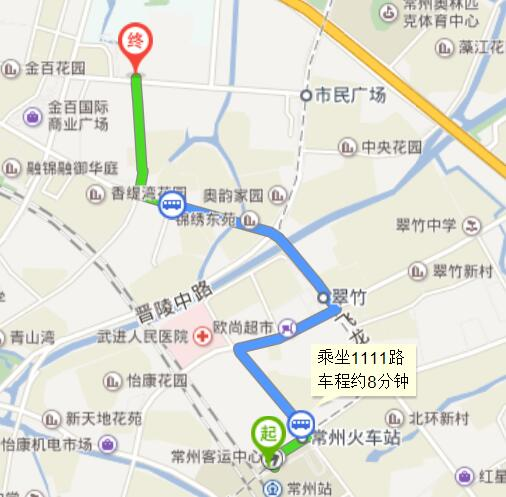 常州奥林匹
克体育中心
藻江花园
终
金百花园
市民广场
金百国际
商业广场
中央花园
融锦融御华庭
香缇湾花园
奥韵家园
锦绣东苑
翠竹中学
翠竹新村
翠竹
晋陵中路
飞龙
欧尚超市
武进人民医院
青山湾
怡康花园
乘坐1111路
车程约8分钟
新天地花苑
起
北环新村
常州火车站
怡康机电市场
常州客运中心
红星
常州站